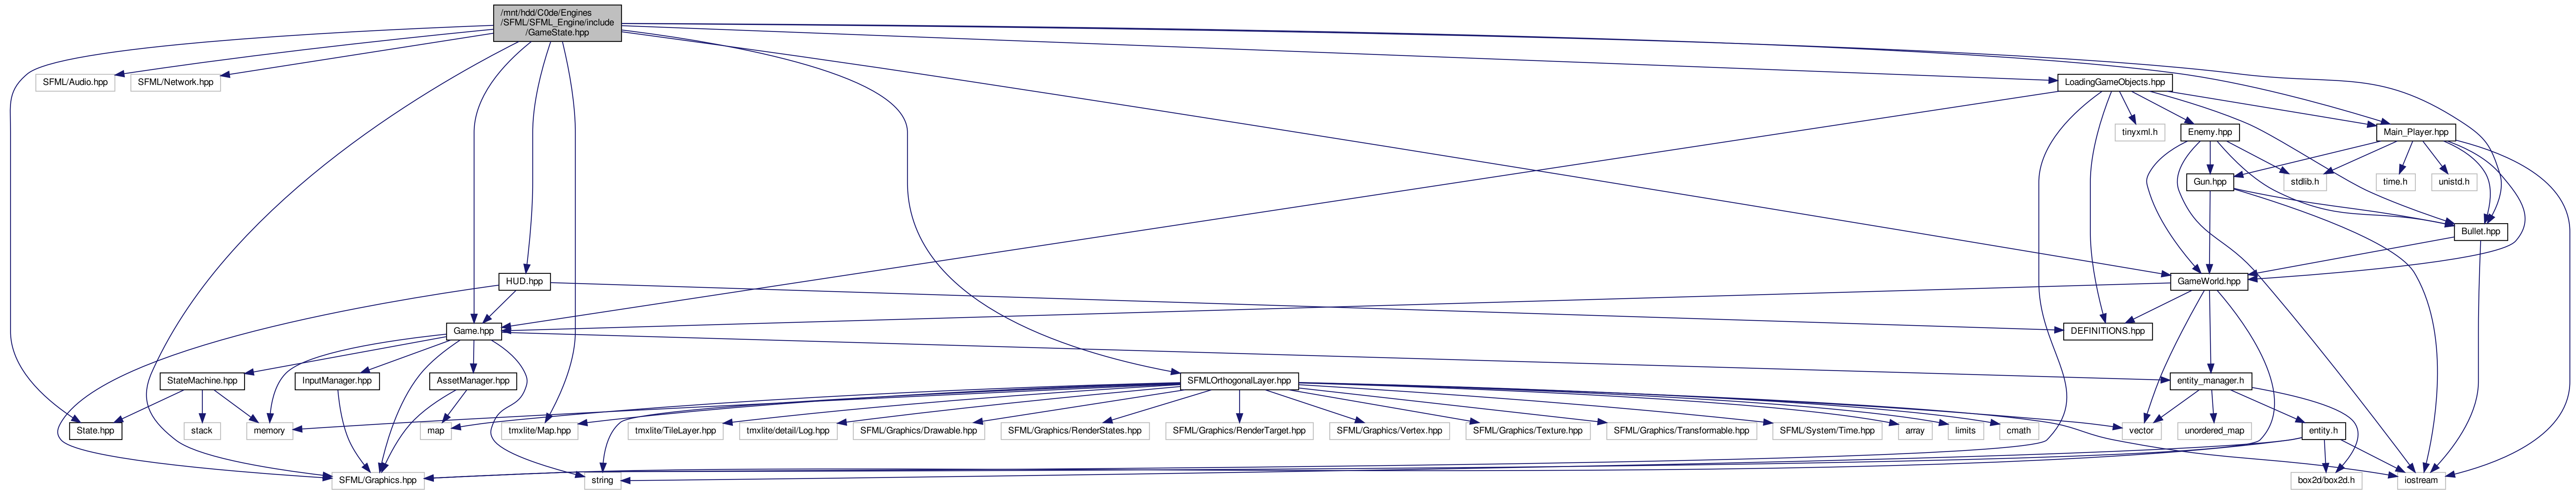 /mnt/hdd/C0de/Engines
/SFML/SFML_Engine/include
/GameState.hpp
SFML/Audio.hpp
SFML/Network.hpp
LoadingGameObjects.hpp
tinyxml.h
Enemy.hpp
Main_Player.hpp
Gun.hpp
stdlib.h
time.h
unistd.h
Bullet.hpp
HUD.hpp
GameWorld.hpp
Game.hpp
DEFINITIONS.hpp
StateMachine.hpp
InputManager.hpp
AssetManager.hpp
SFMLOrthogonalLayer.hpp
entity_manager.h
State.hpp
stack
memory
map
tmxlite/Map.hpp
tmxlite/TileLayer.hpp
tmxlite/detail/Log.hpp
SFML/Graphics/Drawable.hpp
SFML/Graphics/RenderStates.hpp
SFML/Graphics/RenderTarget.hpp
SFML/Graphics/Vertex.hpp
SFML/Graphics/Texture.hpp
SFML/Graphics/Transformable.hpp
SFML/System/Time.hpp
array
limits
cmath
vector
unordered_map
entity.h
SFML/Graphics.hpp
string
box2d/box2d.h
iostream